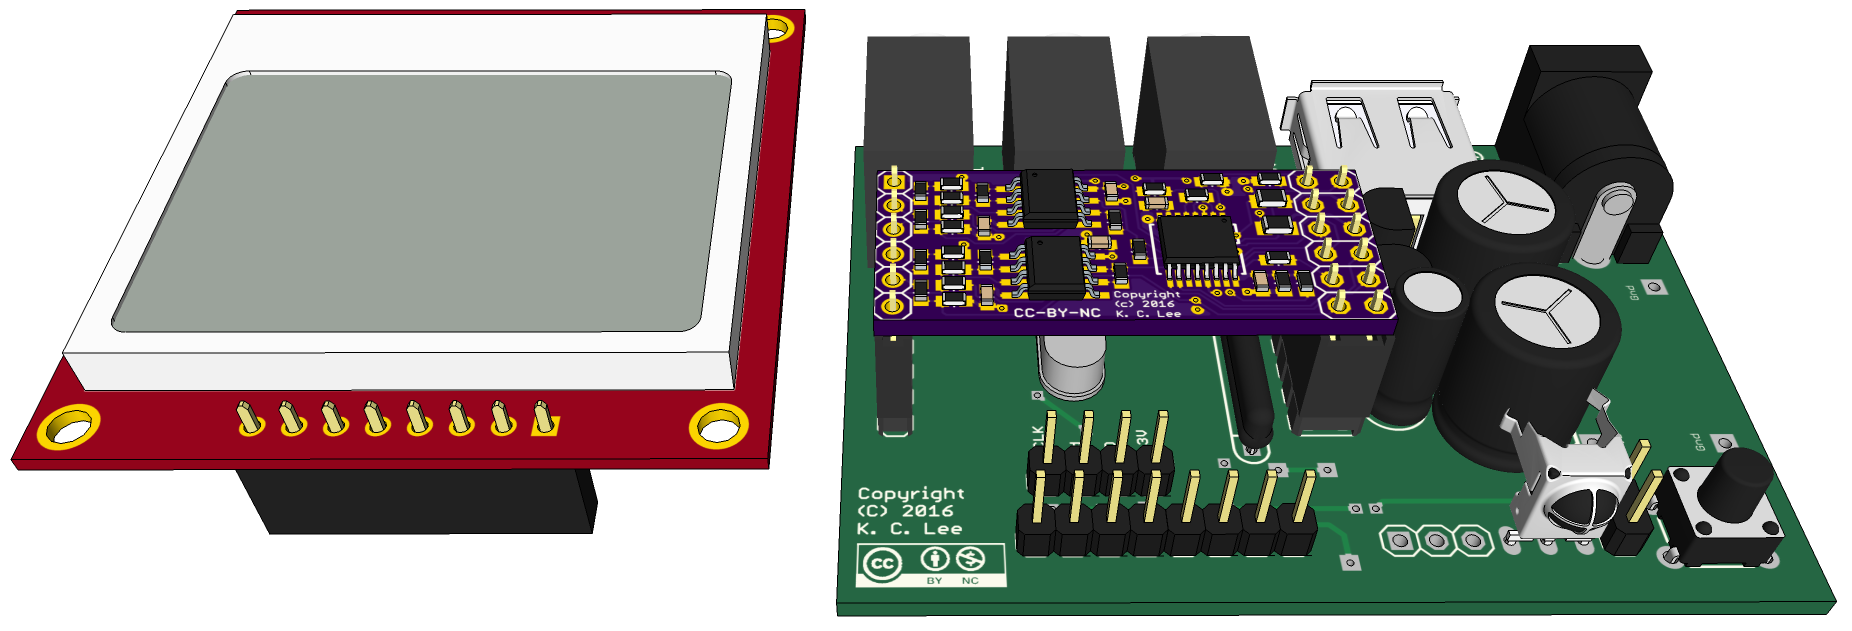 Copyright
(c) 2016
CC-BY-NC K. C. Lee
Gnd
Gnd
CLK
3V
Copyright
(C) 2016
K. C. Lee
cc
BY NC